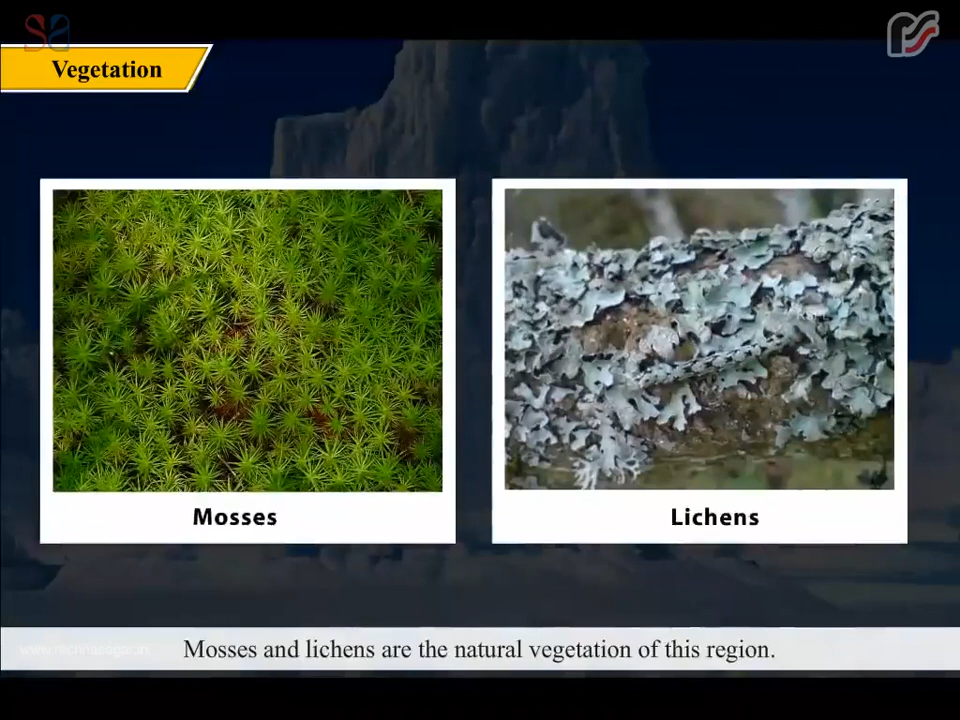 Vegetation
Mosses
Lichens
Mosses and lichens are the natural vegetation of this region.